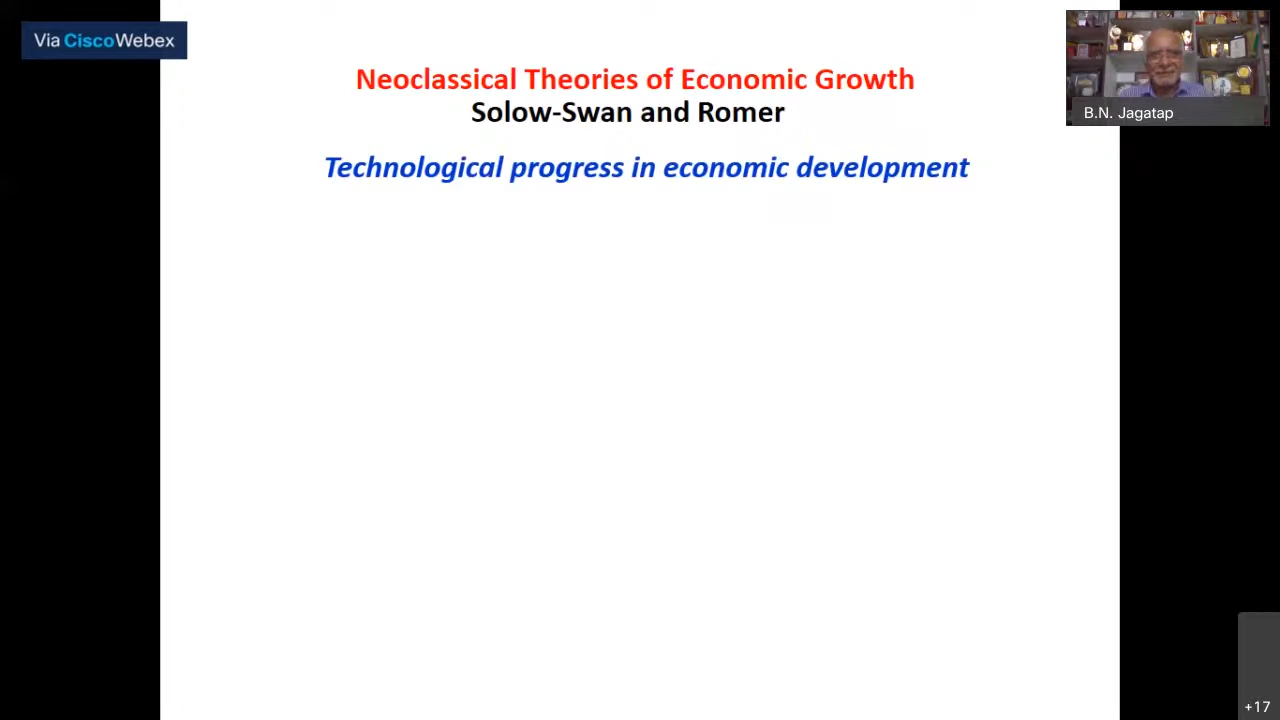 Via CiscoWebex
Neoclassical Theories of Economic Growth
Solow-Swan and Romer
Technological progress in economic development
B.N. Jagatap
+17